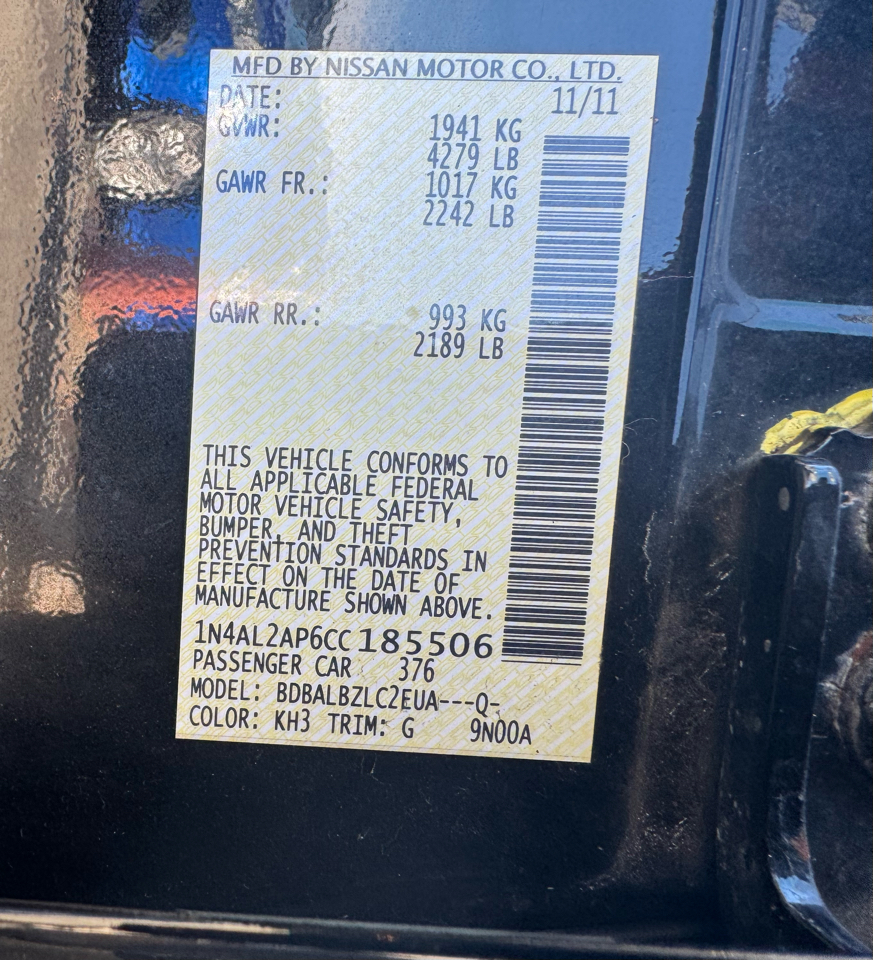 MFD BY NISSAN MOTOR CO., LTD.
DATE: 11/11
GVWR: 1941 KG
4279 LB
GAWR FR.: 1017 KG
2242 LB
GAWR RR.: 993 KG
2189 LB
THIS VEHICLE CONFORMS TO
ALL APPLICABLE FEDERAL
MOTOR VEHICLE SAFETY,
BUMPER, AND THEFT
PREVENTION STANDARDS IN
EFFECT ON THE DATE OF
MANUFACTURE SHOWN ABOVE.
1N4AL2AP6CC185506
PASSENGER CAR 376
MODEL: BDBALBZLC2EUA---Q-
COLOR: KH3 TRIM: G 9N00A